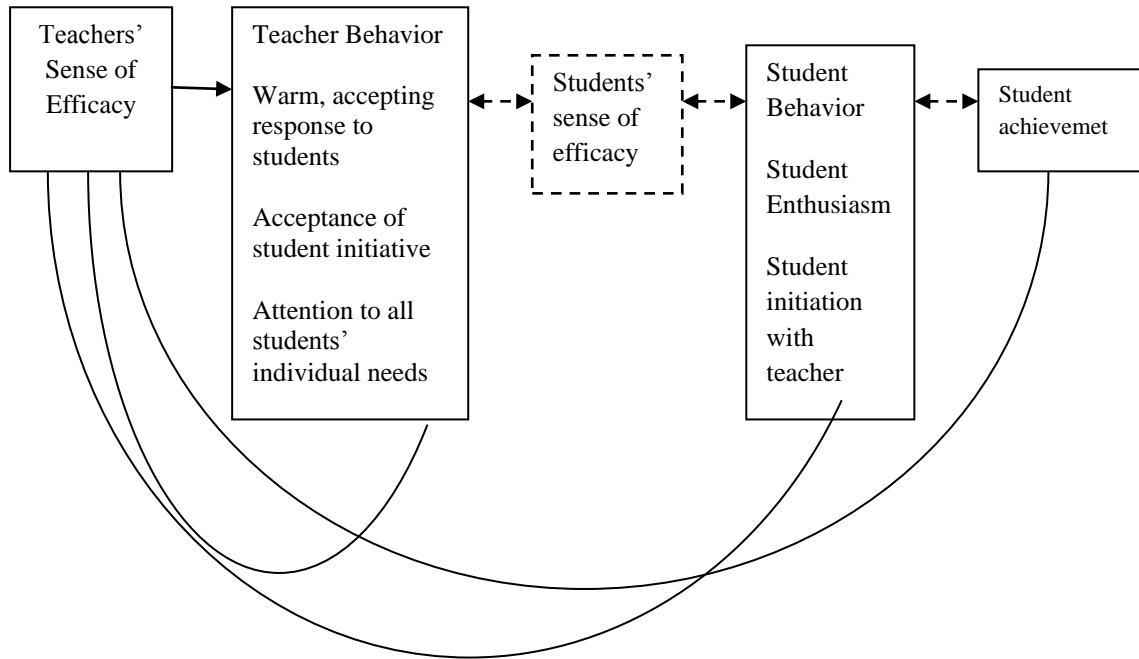 Teachers’
Sense of
Efficacy
Teacher Behavior
Warm, accepting
response to
students
Acceptance of
student initiative
Attention to all
students’
individual needs
Students’
sense of
efficacy
Student
Behavior
Student
Enthusiasm
Student
initiation
with
teacher
Student
achievemet